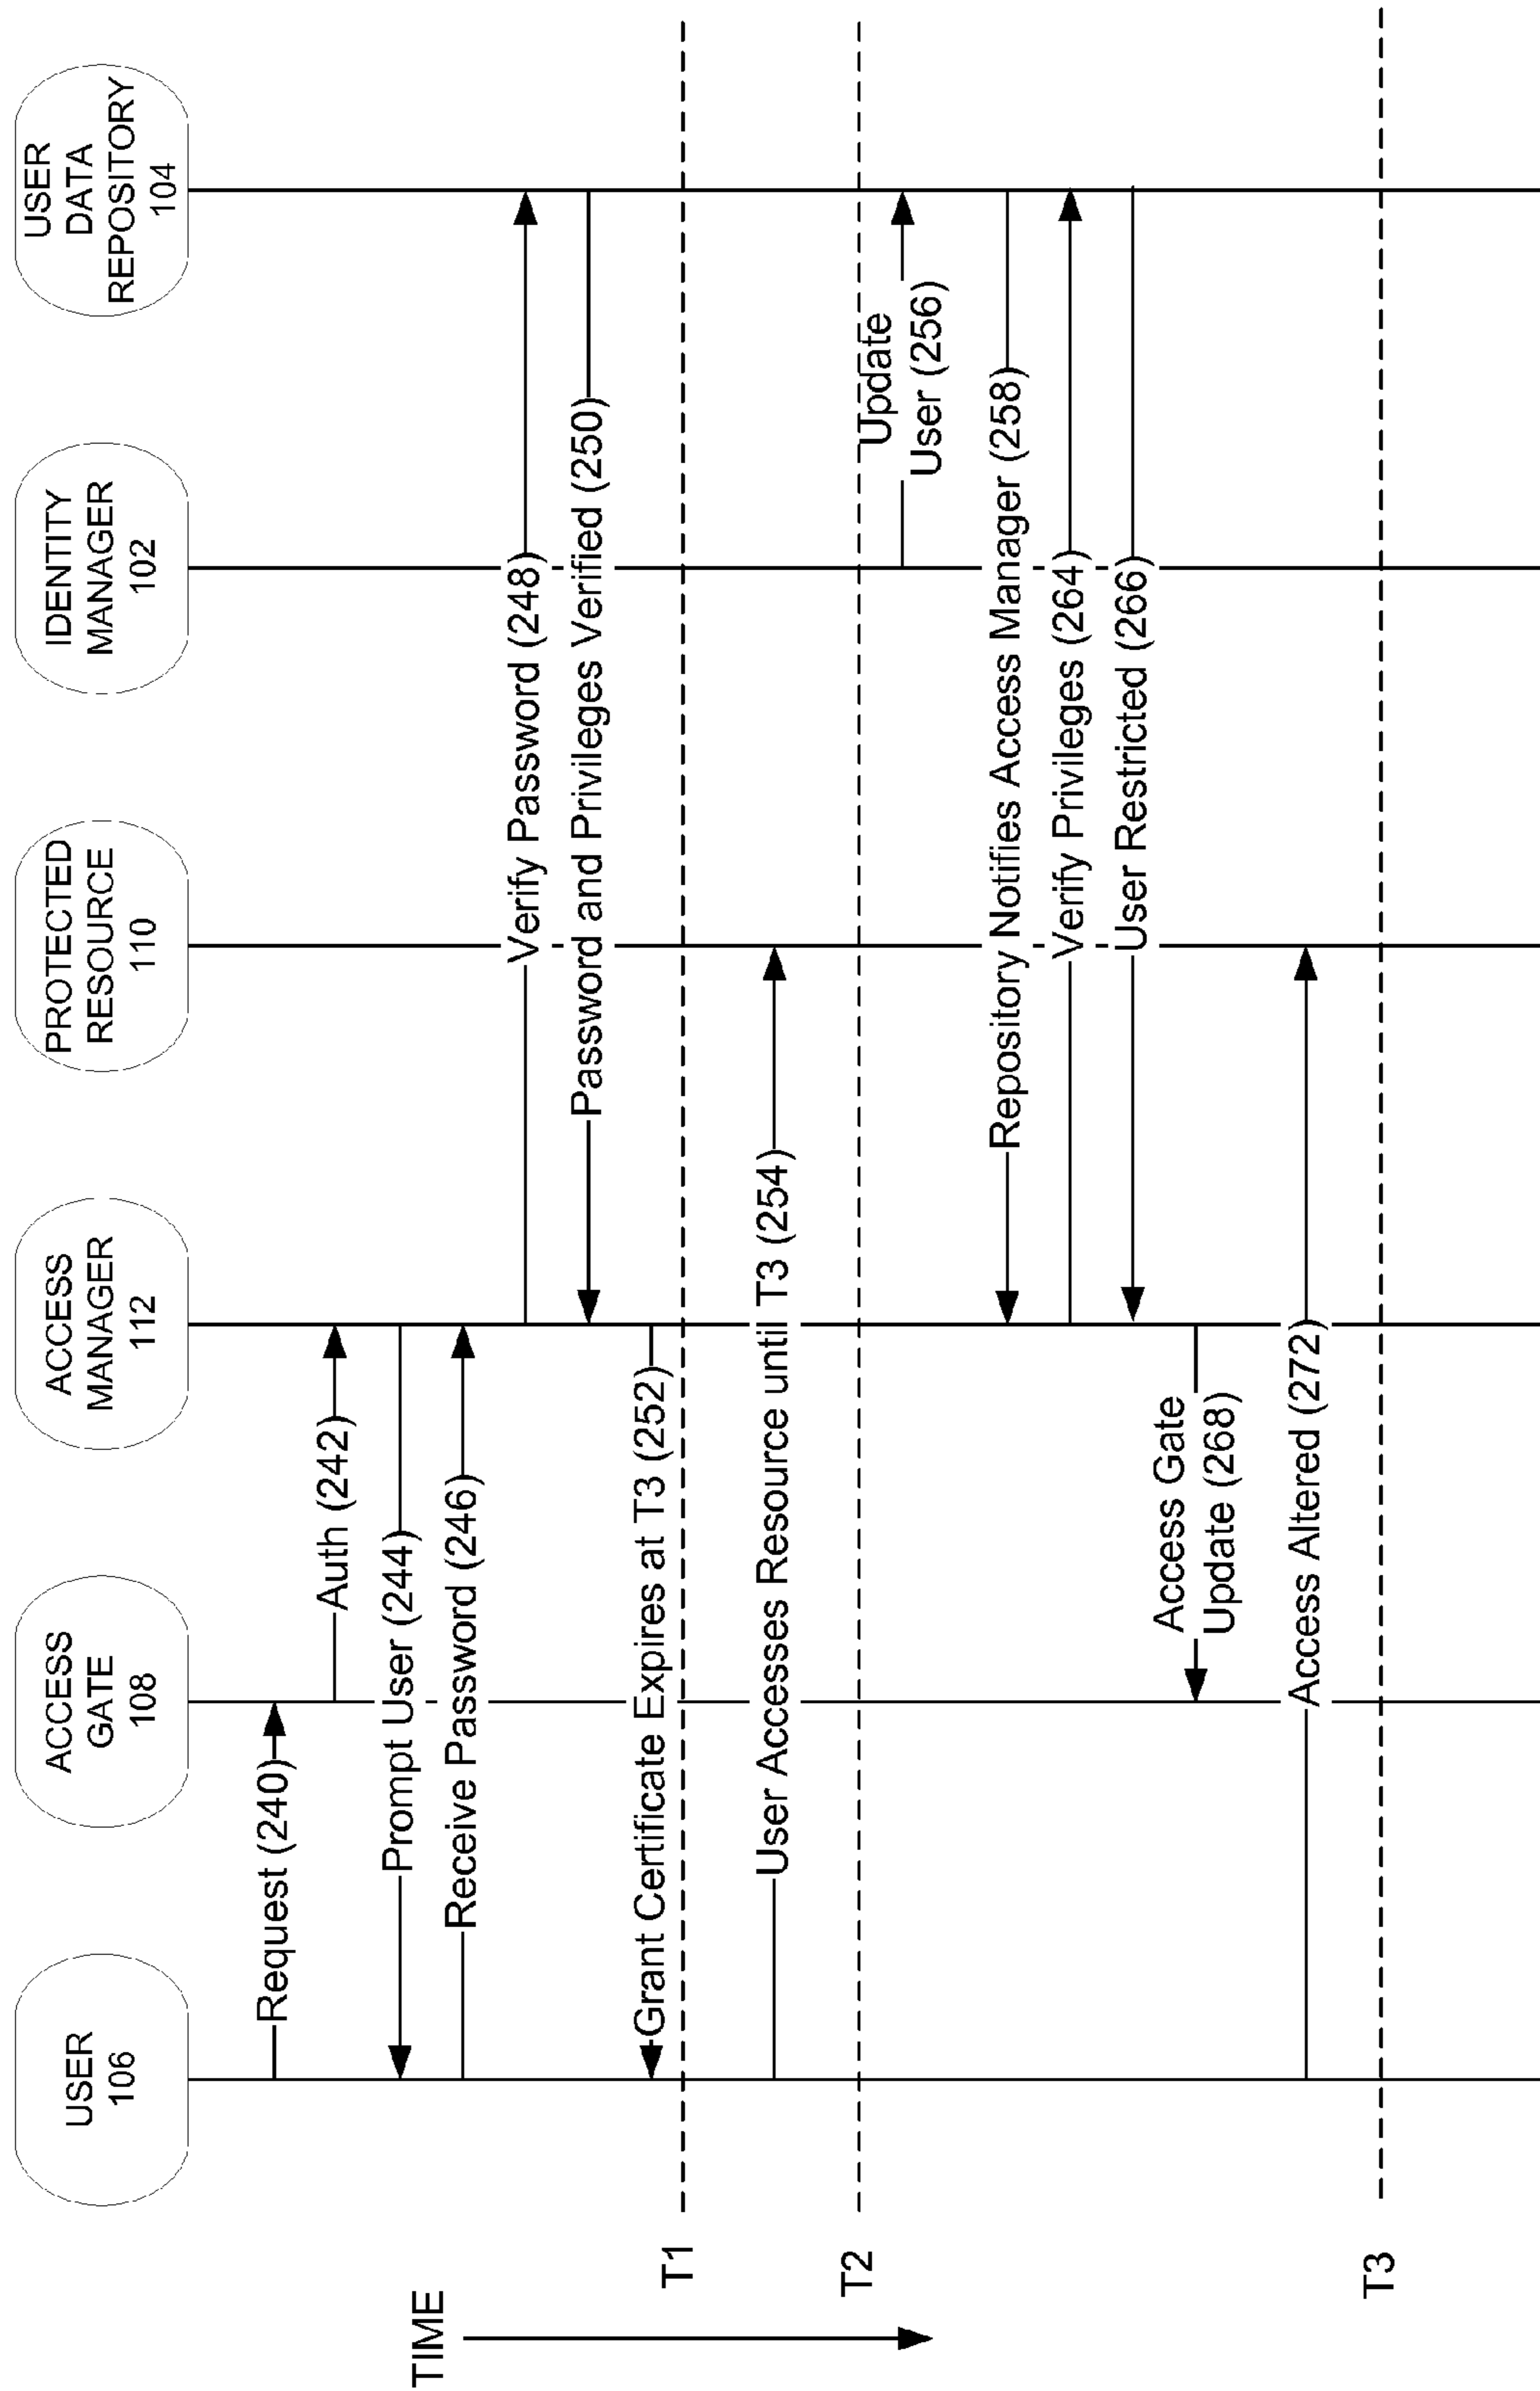 USER
106
ACCESS
GATE
108
ACCESS
MANAGER
112
PROTECTED
RESOURCE
110
IDENTITY
MANAGER
102
USER
DATA
REPOSITORY
104
Request (240)
Auth (242)
TIME
Prompt User (244)
Receive Password (246)
Verify Password (248)
Password and Privileges Verified (250)
Grant Certificate Expires at T3 (252)
T1
User Accesses Resource until T3 (254)
T2
Update
User (256)
Repository Notifies Access Manager (258)
Verify Privileges (264)
User Restricted (266)
Access Gate
Update (268)
Access Altered (272)
T3